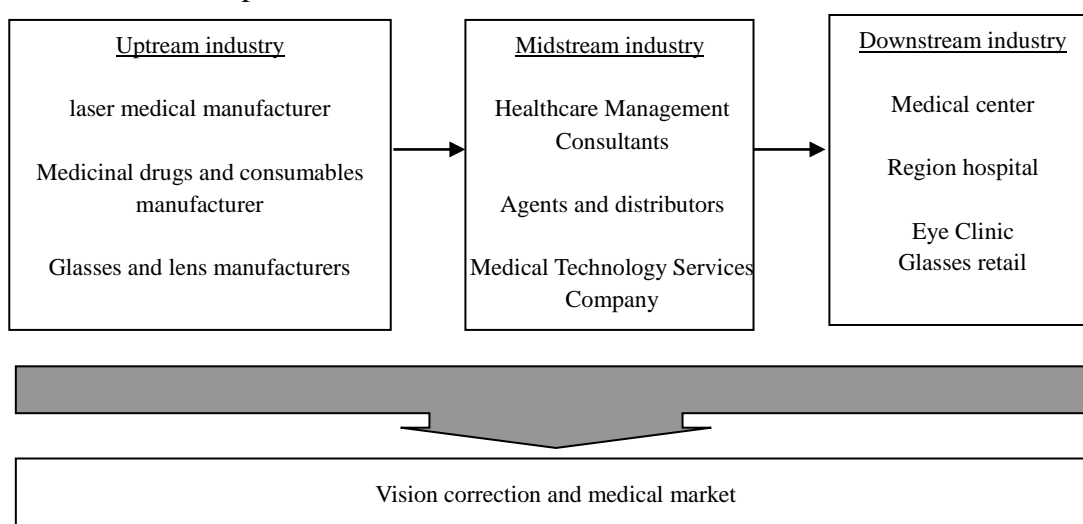 Uptream industry
laser medical manufacturer
Medicinal drugs and consumables
manufacturer
Glasses and lens manufacturers
Midstream industry
Healthcare Management
Consultants
Agents and distributors
Medical Technology Services
Company
Downstream industry
Medical center
Region hospital
Eye Clinic
Glasses retail
Vision correction and medical market